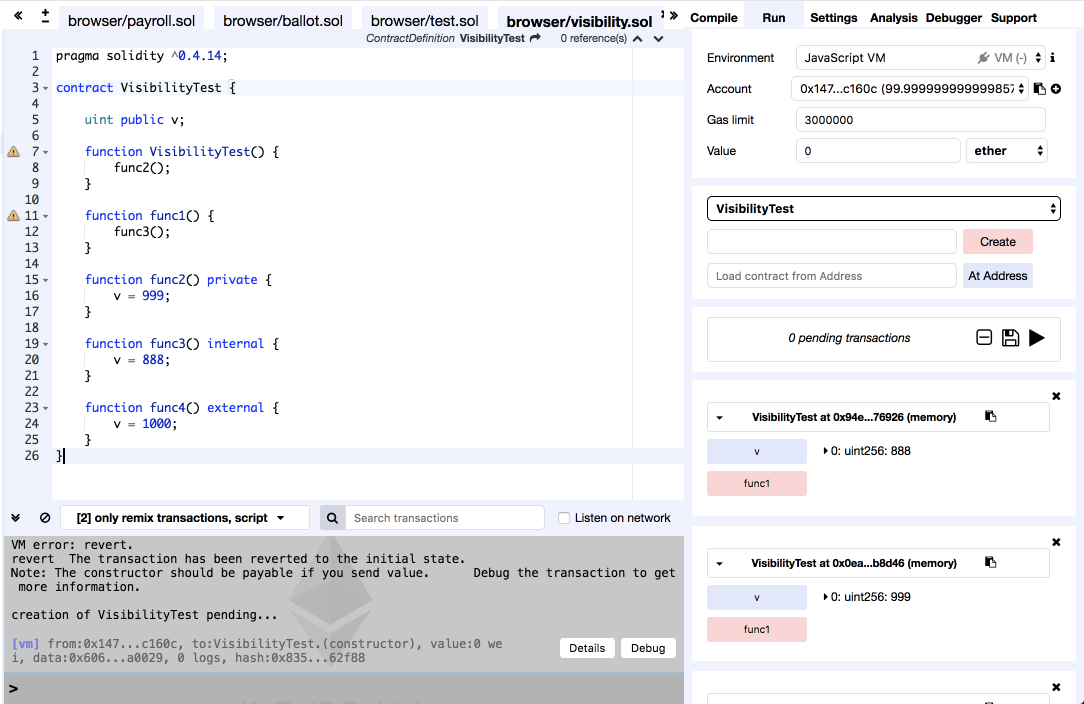 browser/payroll.sol browser/ballot.sol browser/test.sol browser/visibility.sol
ContractDefinition VisibilityTest 0 reference(s)
1 pragma solidity ^0.4.14;
2
3 contract VisibilityTest {
4
5 uint public v;
6
7 function VisibilityTest() {
8 func2();
9 }
10
11 function func1() {
12 func3();
13 }
14
15 function func2() private {
16 v = 999;
17 }
18
19 function func3() internal {
20 v = 888;
21 }
22
23 function func4() external {
24 v = 1000;
25 }
26 }
[2] only remix transactions, script Search transactions Listen on network
VM error: revert.
revert The transaction has been reverted to the initial state.
Note: The constructor should be payable if you send value. Debug the transaction to get
more information.
creation of VisibilityTest pending...
[vm] from:0x147...c160c, to:VisibilityTest.(constructor), value:0 we
i, data:0x606...a0029, 0 logs, hash:0x835...62f88
Details Debug
>
Compile Run Settings Analysis Debugger Support
Environment JavaScript VM VM (-)
Account 0x147...c160c (99.999999999999857
Gas limit 3000000
Value 0 ether
VisibilityTest
Create
Load contract from Address At Address
0 pending transactions
VisibilityTest at 0x94e...76926 (memory)
v 0: uint256: 888
func1
VisibilityTest at 0x0ea...b8d46 (memory)
v 0: uint256: 999
func1